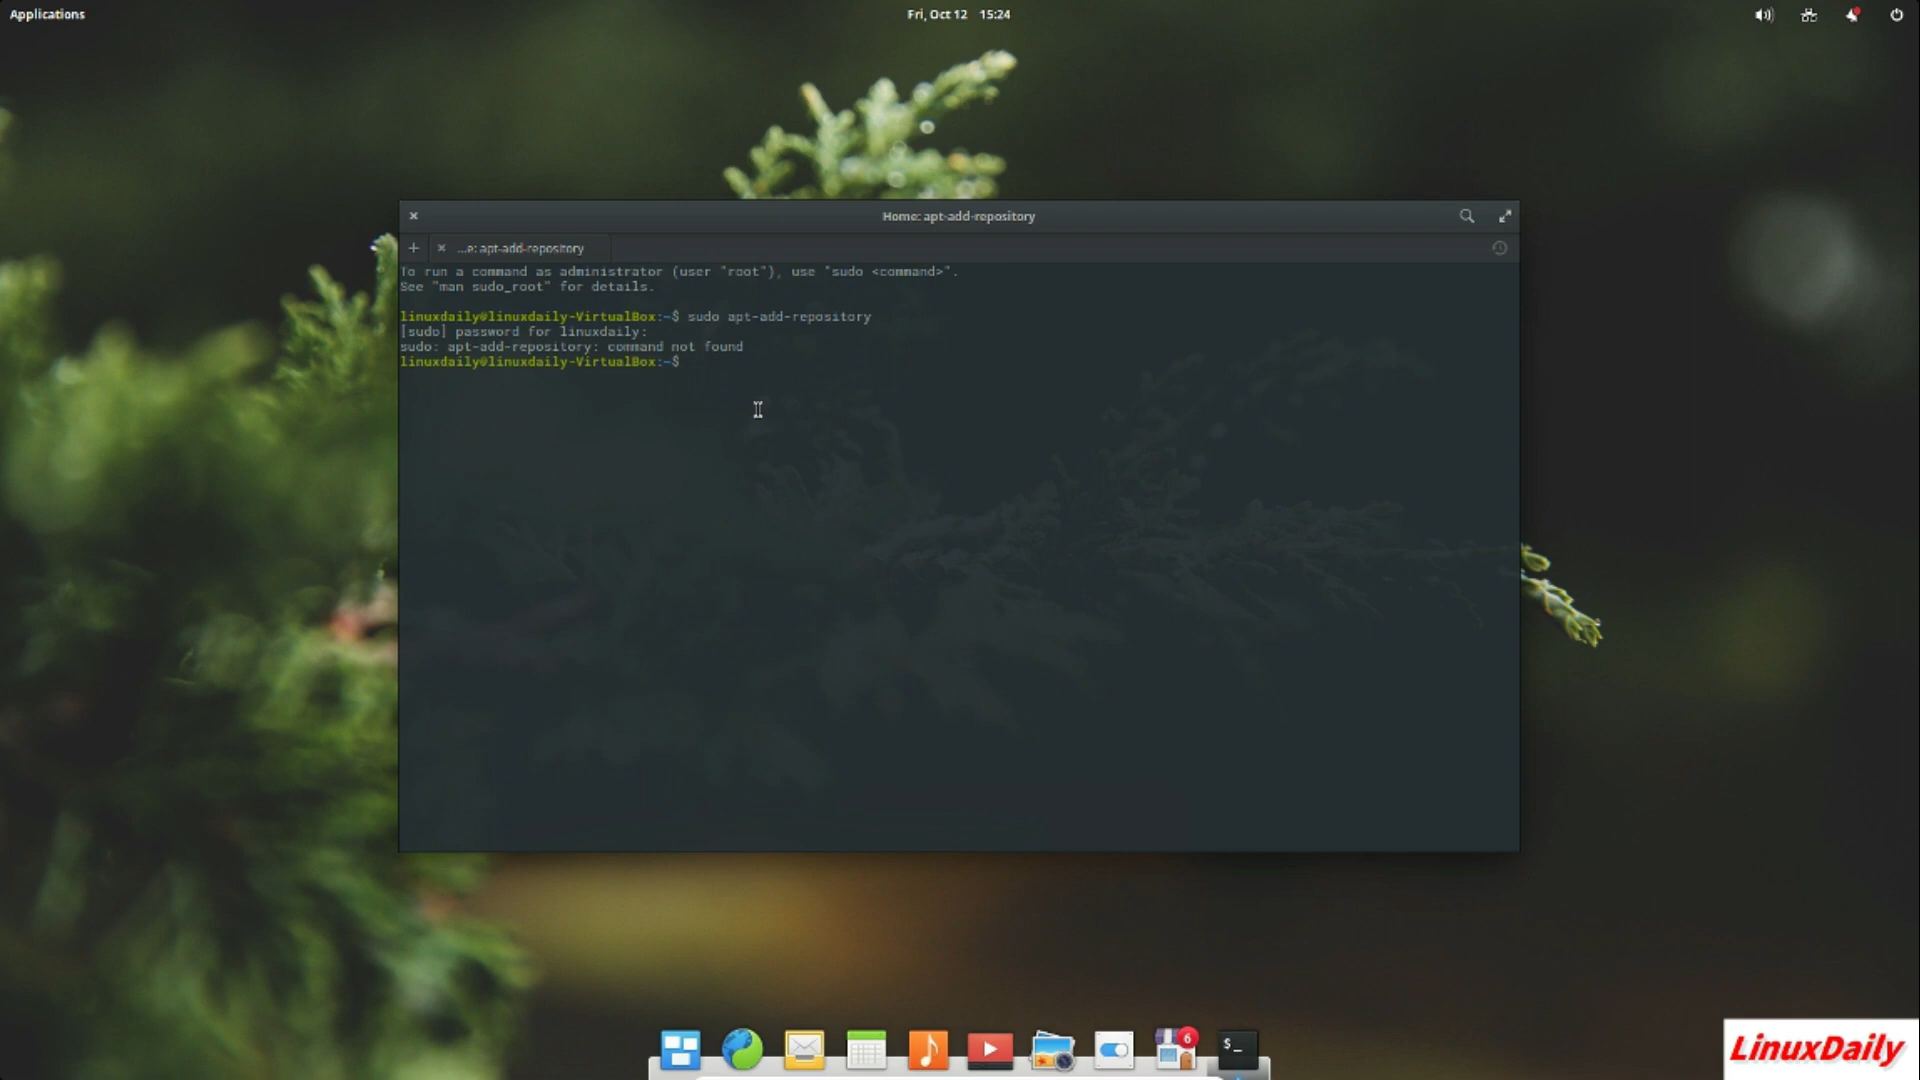 Applications
Fri, Oct 12 15:24
Home: apt-add-repository
...e: apt-add-repository
To run a command as administrator (user "root"), use "sudo <command>".
See "man sudo_root" for details.
linuxdaily@linuxdaily-VirtualBox:~$ sudo apt-add-repository
[sudo] password for linuxdaily:
sudo: apt-add-repository: command not found
linuxdaily@linuxdaily-VirtualBox:~$
6
$_
LinuxDaily